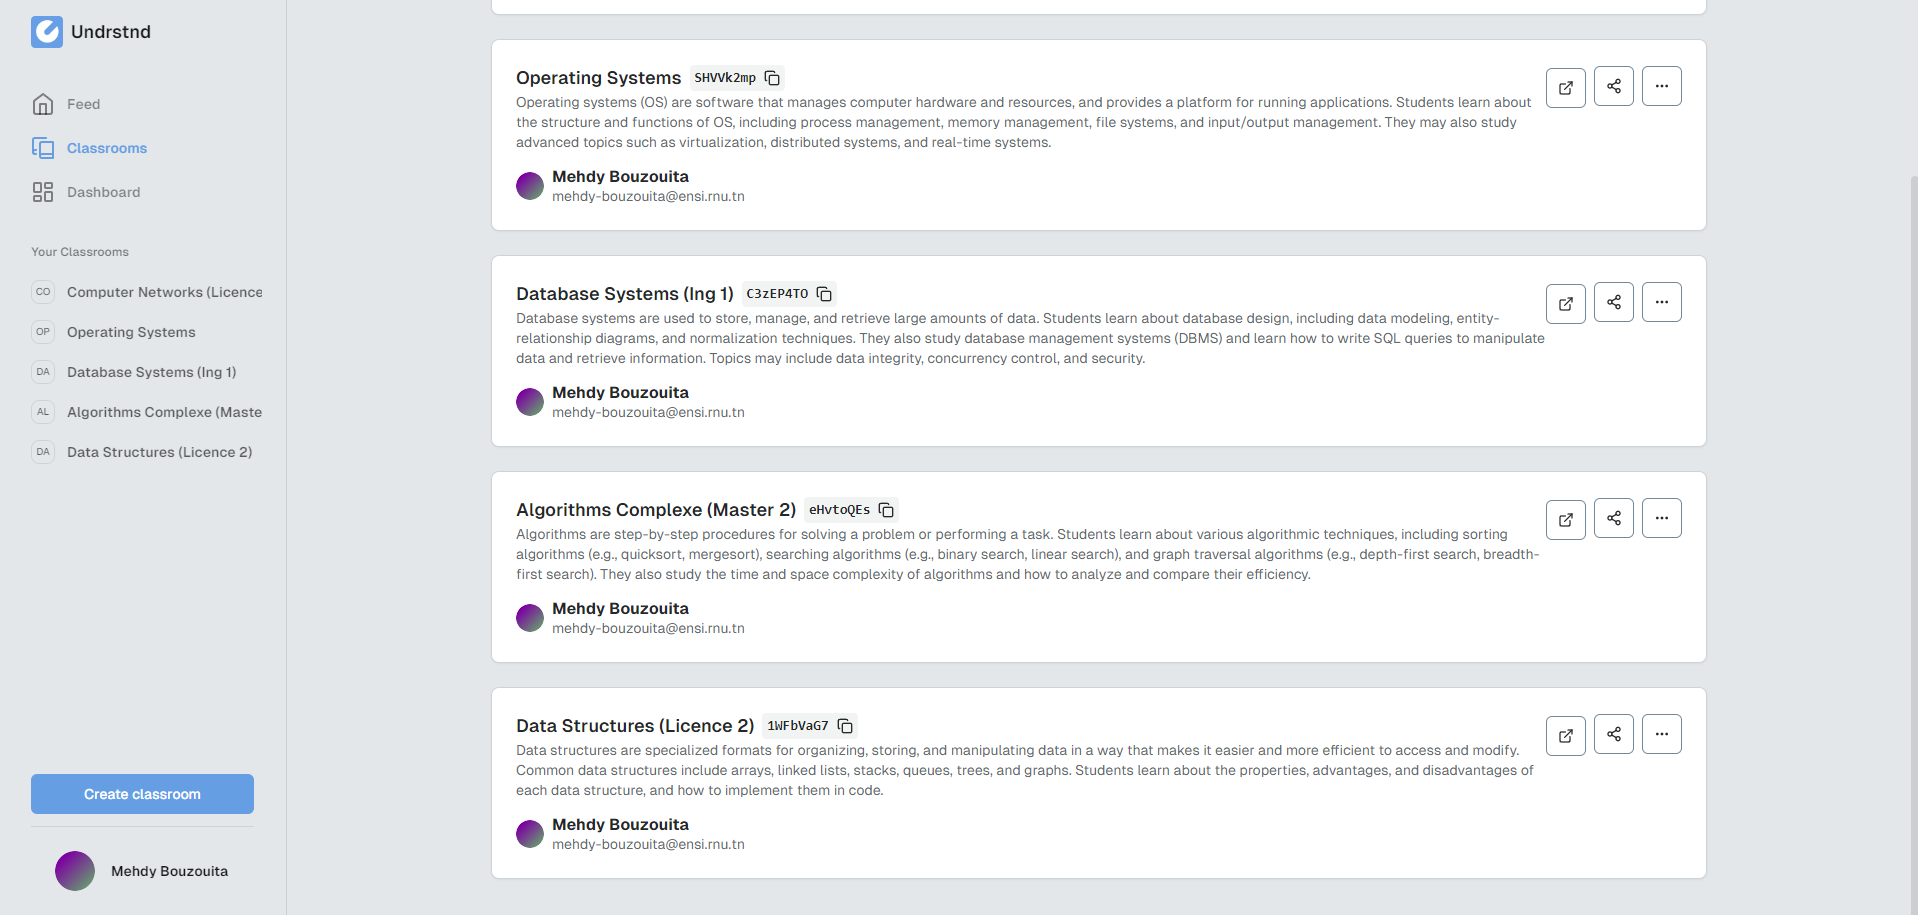 Undrstnd
Feed
Classrooms
Dashboard
Your Classrooms
CO Computer Networks (Licence
OP Operating Systems
DA Database Systems (Ing 1)
AL Algorithms Complexe (Maste
DA Data Structures (Licence 2)
Create classroom
Mehdy Bouzouita
Operating Systems SHVVk2mp
Operating systems (OS) are software that manages computer hardware and resources, and provides a platform for running applications. Students learn about
the structure and functions of OS, including process management, memory management, file systems, and input/output management. They may also study
advanced topics such as virtualization, distributed systems, and real-time systems.
Mehdy Bouzouita
mehdy-bouzouita@ensi.rnu.tn
Database Systems (Ing 1) C3zEP4TO
Database systems are used to store, manage, and retrieve large amounts of data. Students learn about database design, including data modeling, entity-
relationship diagrams, and normalization techniques. They also study database management systems (DBMS) and learn how to write SQL queries to manipulate
data and retrieve information. Topics may include data integrity, concurrency control, and security.
Mehdy Bouzouita
mehdy-bouzouita@ensi.rnu.tn
Algorithms Complexe (Master 2) eHvtoQEs
Algorithms are step-by-step procedures for solving a problem or performing a task. Students learn about various algorithmic techniques, including sorting
algorithms (e.g., quicksort, mergesort), searching algorithms (e.g., binary search, linear search), and graph traversal algorithms (e.g., depth-first search, breadth-
first search). They also study the time and space complexity of algorithms and how to analyze and compare their efficiency.
Mehdy Bouzouita
mehdy-bouzouita@ensi.rnu.tn
Data Structures (Licence 2) 1WFbVaG7
Data structures are specialized formats for organizing, storing, and manipulating data in a way that makes it easier and more efficient to access and modify.
Common data structures include arrays, linked lists, stacks, queues, trees, and graphs. Students learn about the properties, advantages, and disadvantages of
each data structure, and how to implement them in code.
Mehdy Bouzouita
mehdy-bouzouita@ensi.rnu.tn